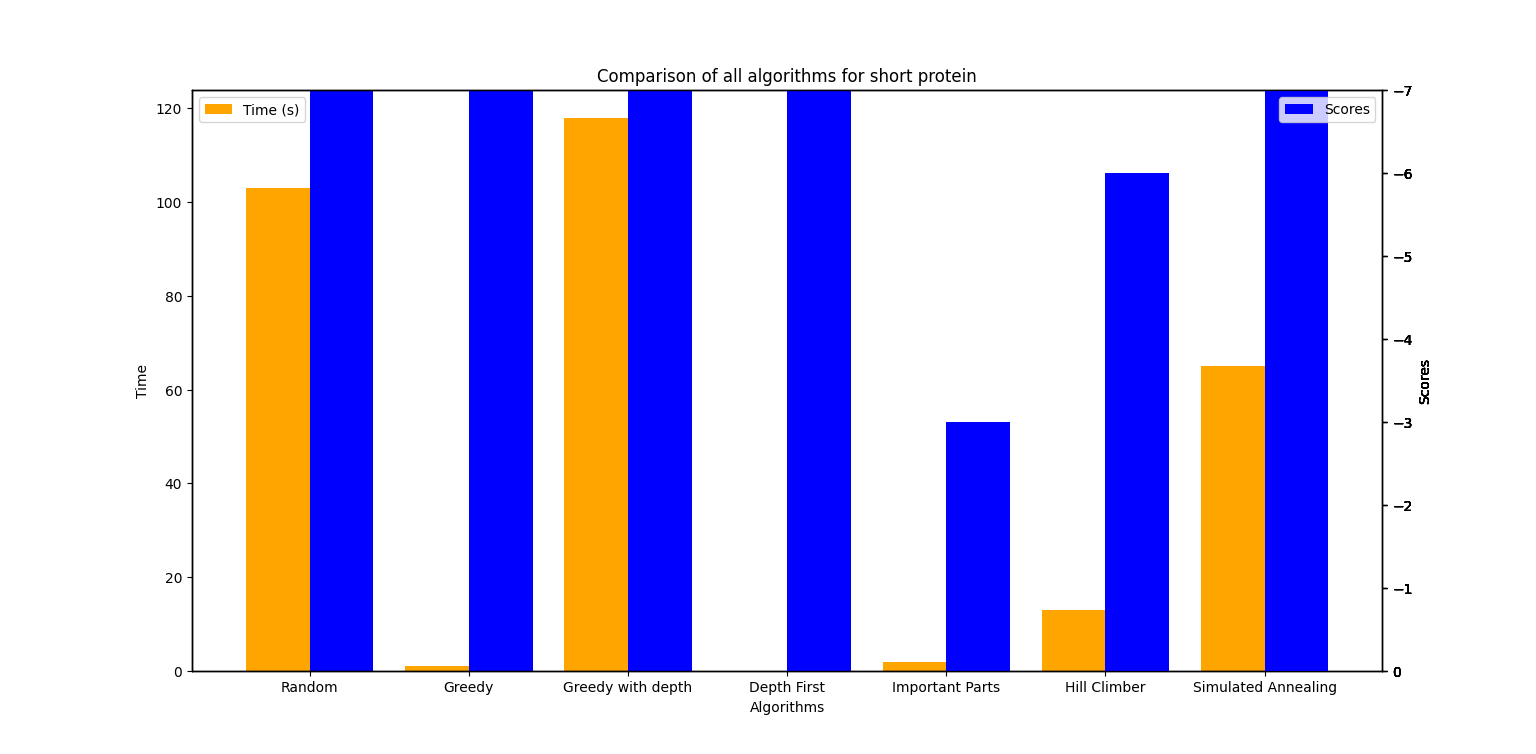 Comparison of all algorithms for short protein
Time (s)
Scores
120
100
80
60
40
20
0
Time
−7
−6
−5
−4
−3
−2
−1
0
Scores
Random Greedy Greedy with depth Depth First Important Parts Hill Climber Simulated Annealing
Algorithms